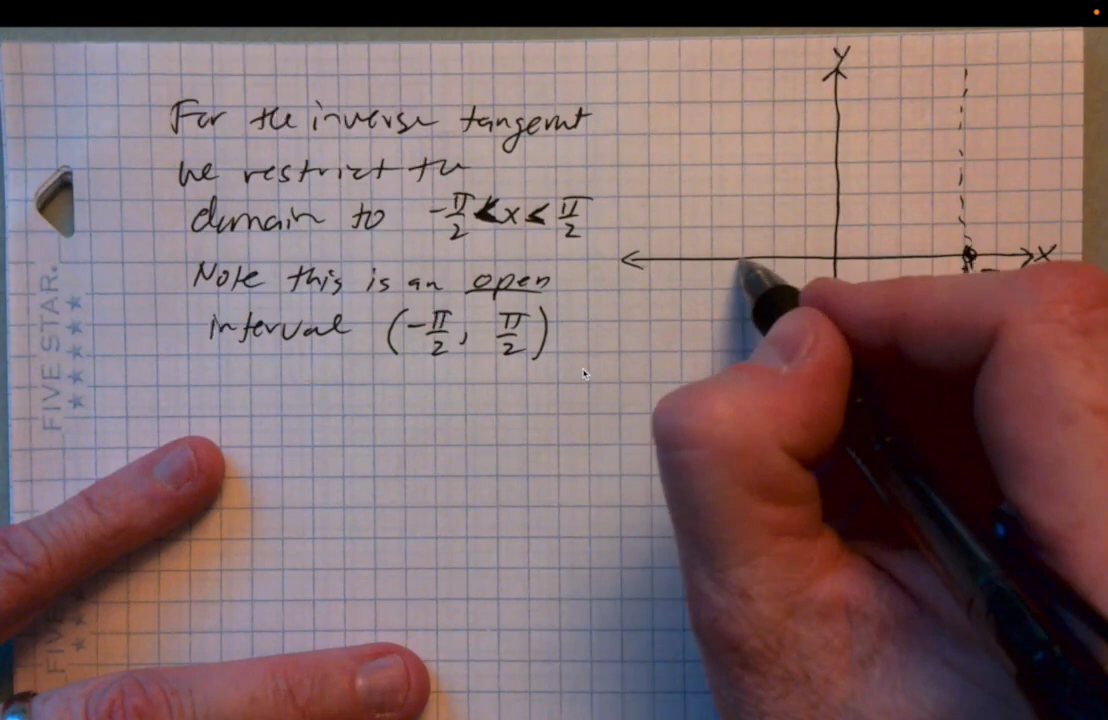 For the inverse tangent
we restrict the
domain to -π/2 < x < π/2
Note this is an open
interval (-π/2, π/2)
y
x
FIVE STAR.
★★★★★